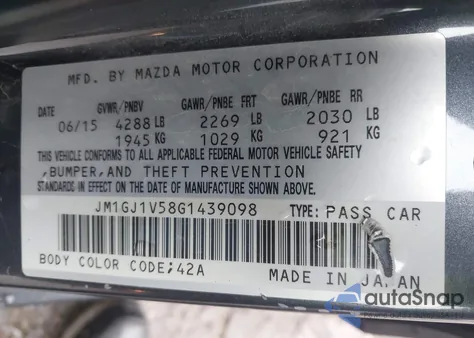 MFD. BY MAZDA MOTOR CORPORATION
DATE GVWR/PNBV GAWR/PNBE FRT GAWR/PNBE RR
06/15 4288 LB 2269 LB 2030 LB
1945 KG 1029 KG 921 KG
THIS VEHICLE CONFORMS TO ALL APPLICABLE FEDERAL MOTOR VEHICLE SAFETY
,BUMPER,AND THEFT PREVENTION
STANDARDS IN EFFECT ON THE DATE OF MANUFACTURE SHOWN ABOVE.
JM1GJ1V58G1439098 TYPE: PASS CAR
BODY COLOR CODE;42A MADE IN JAPAN
autoSnap